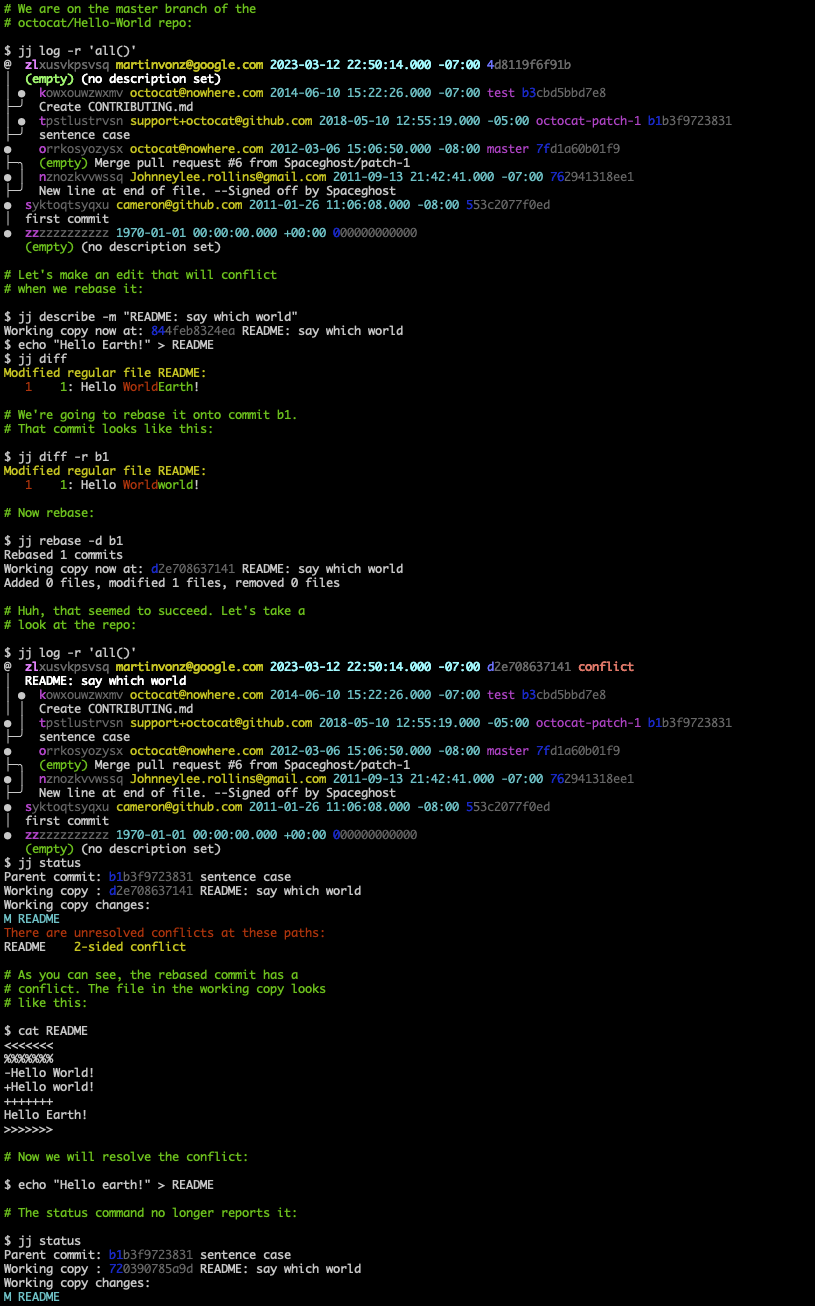 # We are on the master branch of the
# octocat/Hello-World repo:
$ jj log -r 'all()'
@ zlxusvkpsvsq martinvonz@google.com 2023-03-12 22:50:14.000 -07:00 4d8119f6f91b
(empty) (no description set)
kowxouwzwxmv octocat@nowhere.com 2014-06-10 15:22:26.000 -07:00 test b3cbd5bbd7e8
Create CONTRIBUTING.md
tpstlustrvsn support+octocat@github.com 2018-05-10 12:55:19.000 -05:00 octocat-patch-1 b1b3f9723831
sentence case
orrkosyozysx octocat@nowhere.com 2012-03-06 15:06:50.000 -08:00 master 7fd1a60b01f9
(empty) Merge pull request #6 from Spaceghost/patch-1
nznozkvvwssq Johnneylee.rollins@gmail.com 2011-09-13 21:42:41.000 -07:00 762941318ee1
New line at end of file. --Signed off by Spaceghost
syktoqtsyqxu cameron@github.com 2011-01-26 11:06:08.000 -08:00 553c2077f0ed
first commit
zzzzzzzzzzzz 1970-01-01 00:00:00.000 +00:00 000000000000
(empty) (no description set)
# Let's make an edit that will conflict
# when we rebase it:
$ jj describe -m "README: say which world"
Working copy now at: 844feb8324ea README: say which world
$ echo "Hello Earth!" > README
$ jj diff
Modified regular file README:
1 1: Hello WorldEarth!
# We're going to rebase it onto commit b1.
# That commit looks like this:
$ jj diff -r b1
Modified regular file README:
1 1: Hello Worldworld!
# Now rebase:
$ jj rebase -d b1
Rebased 1 commits
Working copy now at: d2e708637141 README: say which world
Added 0 files, modified 1 files, removed 0 files
# Huh, that seemed to succeed. Let's take a
# look at the repo:
$ jj log -r 'all()'
@ zlxusvkpsvsq martinvonz@google.com 2023-03-12 22:50:14.000 -07:00 d2e708637141 conflict
README: say which world
kowxouwzwxmv octocat@nowhere.com 2014-06-10 15:22:26.000 -07:00 test b3cbd5bbd7e8
Create CONTRIBUTING.md
tpstlustrvsn support+octocat@github.com 2018-05-10 12:55:19.000 -05:00 octocat-patch-1 b1b3f9723831
sentence case
orrkosyozysx octocat@nowhere.com 2012-03-06 15:06:50.000 -08:00 master 7fd1a60b01f9
(empty) Merge pull request #6 from Spaceghost/patch-1
nznozkvvwssq Johnneylee.rollins@gmail.com 2011-09-13 21:42:41.000 -07:00 762941318ee1
New line at end of file. --Signed off by Spaceghost
syktoqtsyqxu cameron@github.com 2011-01-26 11:06:08.000 -08:00 553c2077f0ed
first commit
zzzzzzzzzzzz 1970-01-01 00:00:00.000 +00:00 000000000000
(empty) (no description set)
$ jj status
Parent commit: b1b3f9723831 sentence case
Working copy : d2e708637141 README: say which world
Working copy changes:
M README
There are unresolved conflicts at these paths:
README 2-sided conflict
# As you can see, the rebased commit has a
# conflict. The file in the working copy looks
# like this:
$ cat README
<<<<<<<
%%%%%%%
-Hello World!
+Hello world!
+++++++
Hello Earth!
>>>>>>>
# Now we will resolve the conflict:
$ echo "Hello earth!" > README
# The status command no longer reports it:
$ jj status
Parent commit: b1b3f9723831 sentence case
Working copy : 720390785a9d README: say which world
Working copy changes:
M README